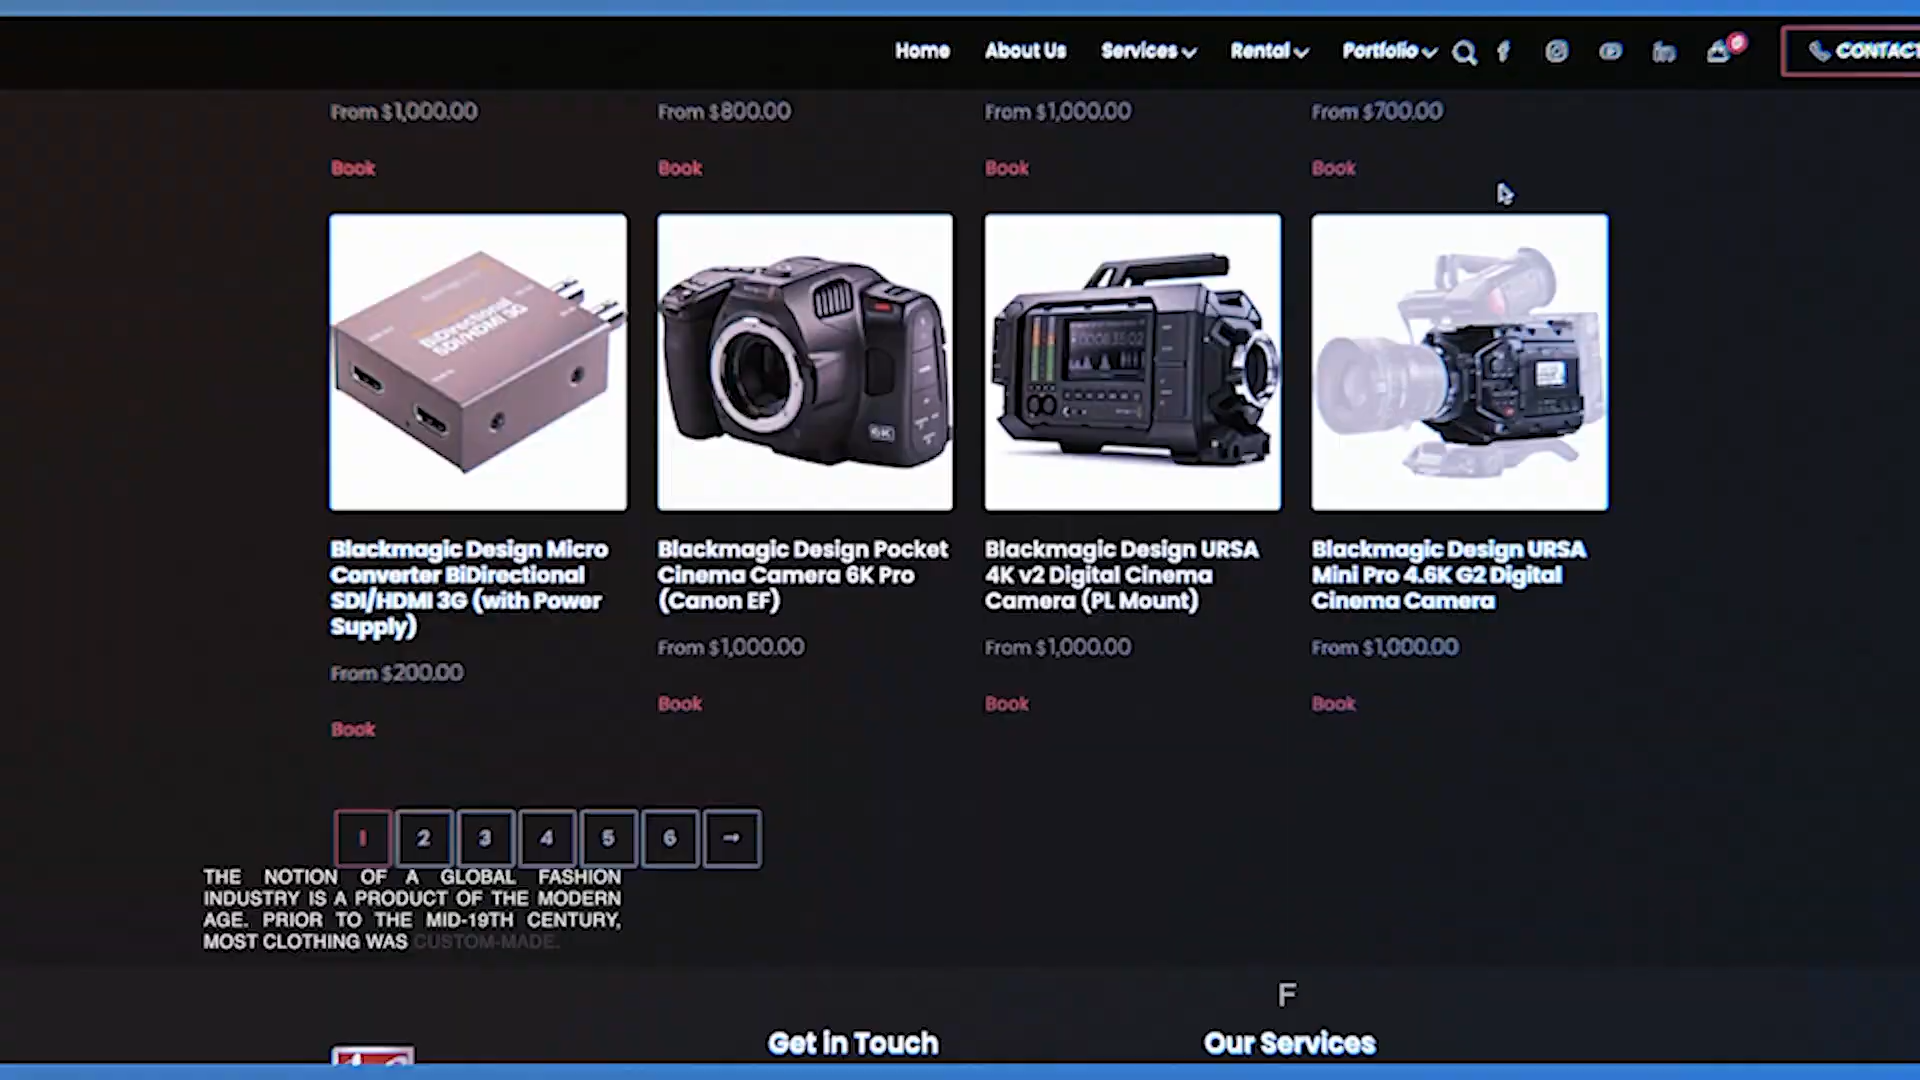 Home About Us Services Rental Portfolio CONTACT
From $1,000.00 From $800.00 From $1,000.00 From $700.00
Book Book Book Book
BiDirectional
SDI/HDMI 3G
6K
Blackmagic Design Micro
Converter BiDirectional
SDI/HDMI 3G (with Power
Supply)
From $200.00
Book
Blackmagic Design Pocket
Cinema Camera 6K Pro
(Canon EF)
From $1,000.00
Book
Blackmagic Design URSA
4K v2 Digital Cinema
Camera (PL Mount)
From $1,000.00
Book
Blackmagic Design URSA
Mini Pro 4.6K G2 Digital
Cinema Camera
From $1,000.00
Book
1 2 3 4 5 6 →
THE NOTION OF A GLOBAL FASHION
INDUSTRY IS A PRODUCT OF THE MODERN
AGE. PRIOR TO THE MID-19TH CENTURY,
MOST CLOTHING WAS CUSTOM-MADE.
F
Get in Touch Our Services